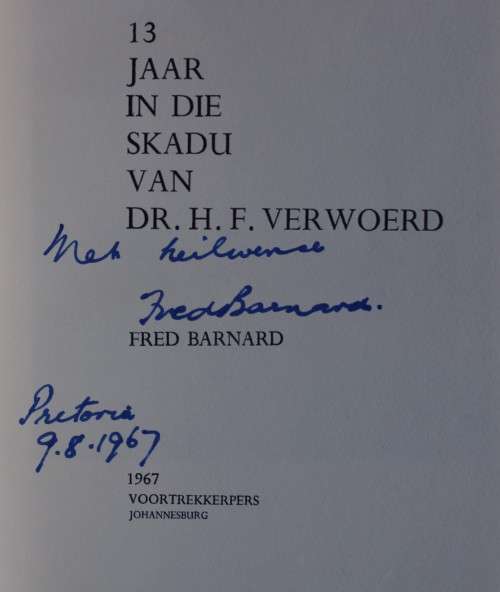 13
JAAR
IN DIE
SKADU
VAN
DR. H. F. VERWOERD
Met heilwense
Fred Barnard.
FRED BARNARD
Pretoria
9.8.1967
1967
VOORTREKKERPERS
JOHANNESBURG